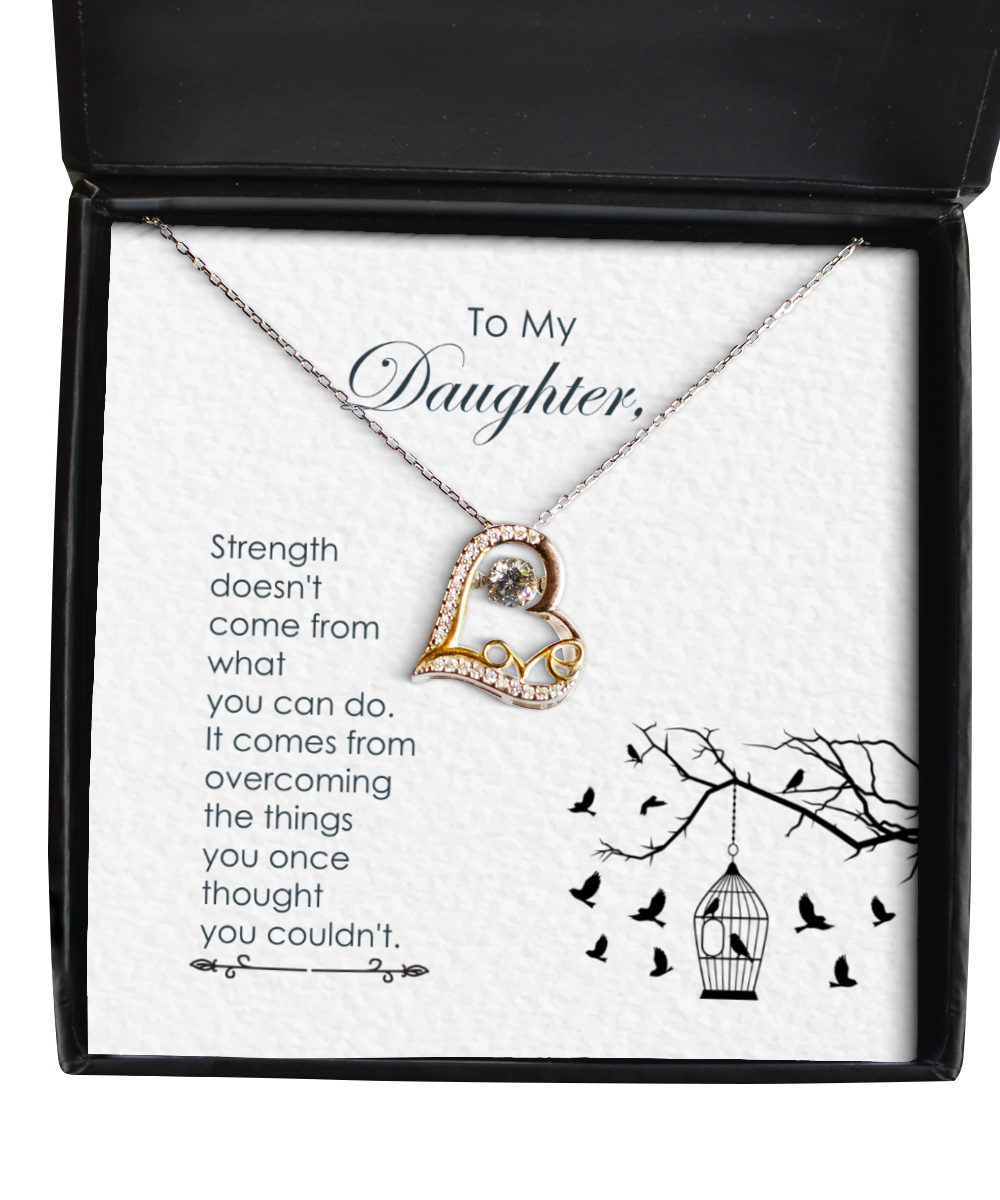 To My
Daughter,
Strength
doesn't
come from
what
you can do.
It comes from
overcoming
the things
you once
thought
you couldn't.
Love